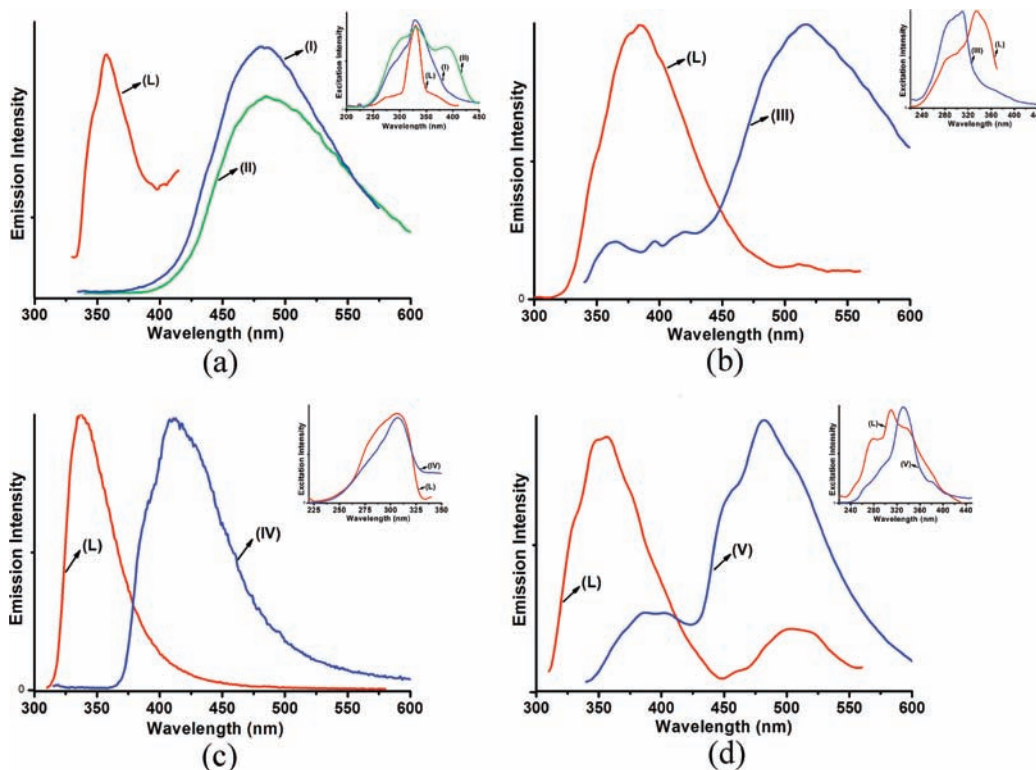 Emission Intensity
(L)
(I)
(II)
0
300 350 400 450 500 550 600
Wavelength (nm)
(a)
Excitation Intensity
(L)
(I)
(II)
200 250 300 350 400 450
Wavelength (nm)
Emission Intensity
(L)
(III)
0
300 350 400 450 500 550 600
Wavelength (nm)
(b)
Excitation Intensity
(III)
(L)
240 280 320 360 400
Wavelength (nm)
Emission Intensity
(L)
(IV)
0
300 350 400 450 500 550 600
Wavelength (nm)
(c)
Excitation Intensity
(IV)
(L)
225 250 275 300 325 350
Wavelength (nm)
Emission Intensity
(L)
(V)
300 350 400 450 500 550 600
Wavelength (nm)
(d)
Excitation Intensity
(L)
(V)
240 280 320 360 400 440
Wavelength (nm)